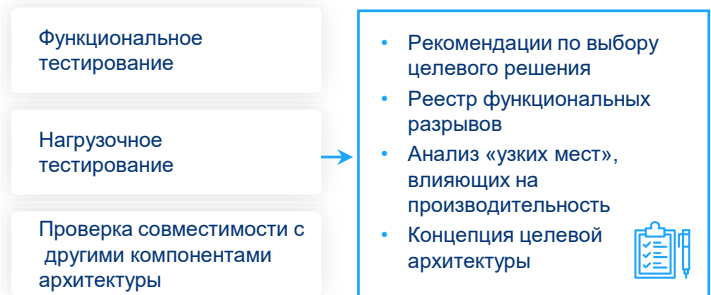 Функциональное
тестирование
Нагрузочное
тестирование
Проверка совместимости с
другими компонентами
архитектуры
• Рекомендации по выбору
целевого решения
• Реестр функциональных
разрывов
• Анализ «узких мест»,
влияющих на
производительность
• Концепция целевой
архитектуры